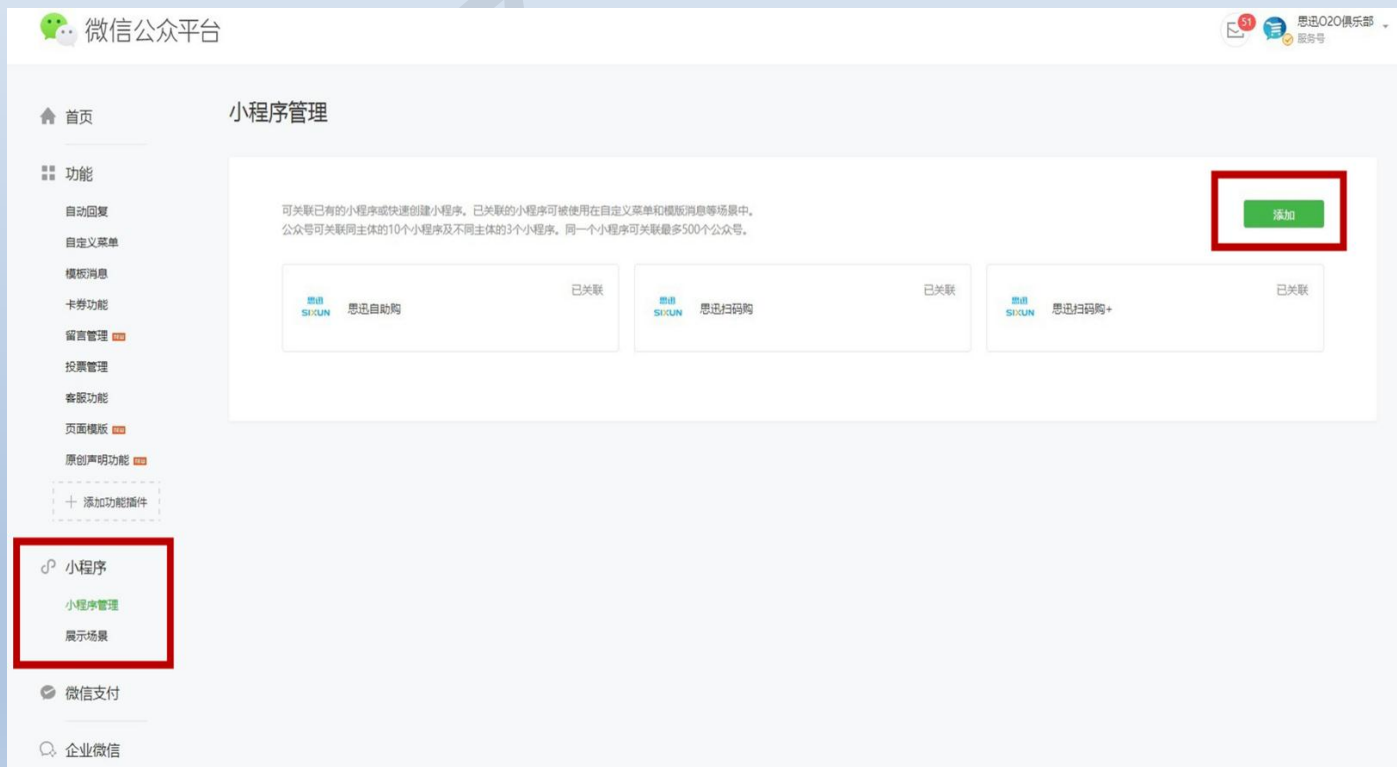 微信公众平台
51
思迅O2O俱乐部
服务号
首页
功能
自动回复
自定义菜单
模板消息
卡券功能
留言管理
投票管理
客服功能
页面模版
原创声明功能
添加功能插件
小程序
小程序管理
展示场景
微信支付
企业微信
小程序管理
可关联已有的小程序或快速创建小程序。已关联的小程序可被使用在自定义菜单和模版消息等场景中。
公众号可关联同主体的10个小程序及不同主体的3个小程序。同一个小程序可关联最多500个公众号。
添加
思迅
SIXUN
思迅自助购
已关联
思迅
SIXUN
思迅扫码购
已关联
思迅
SIXUN
思迅扫码购+
已关联